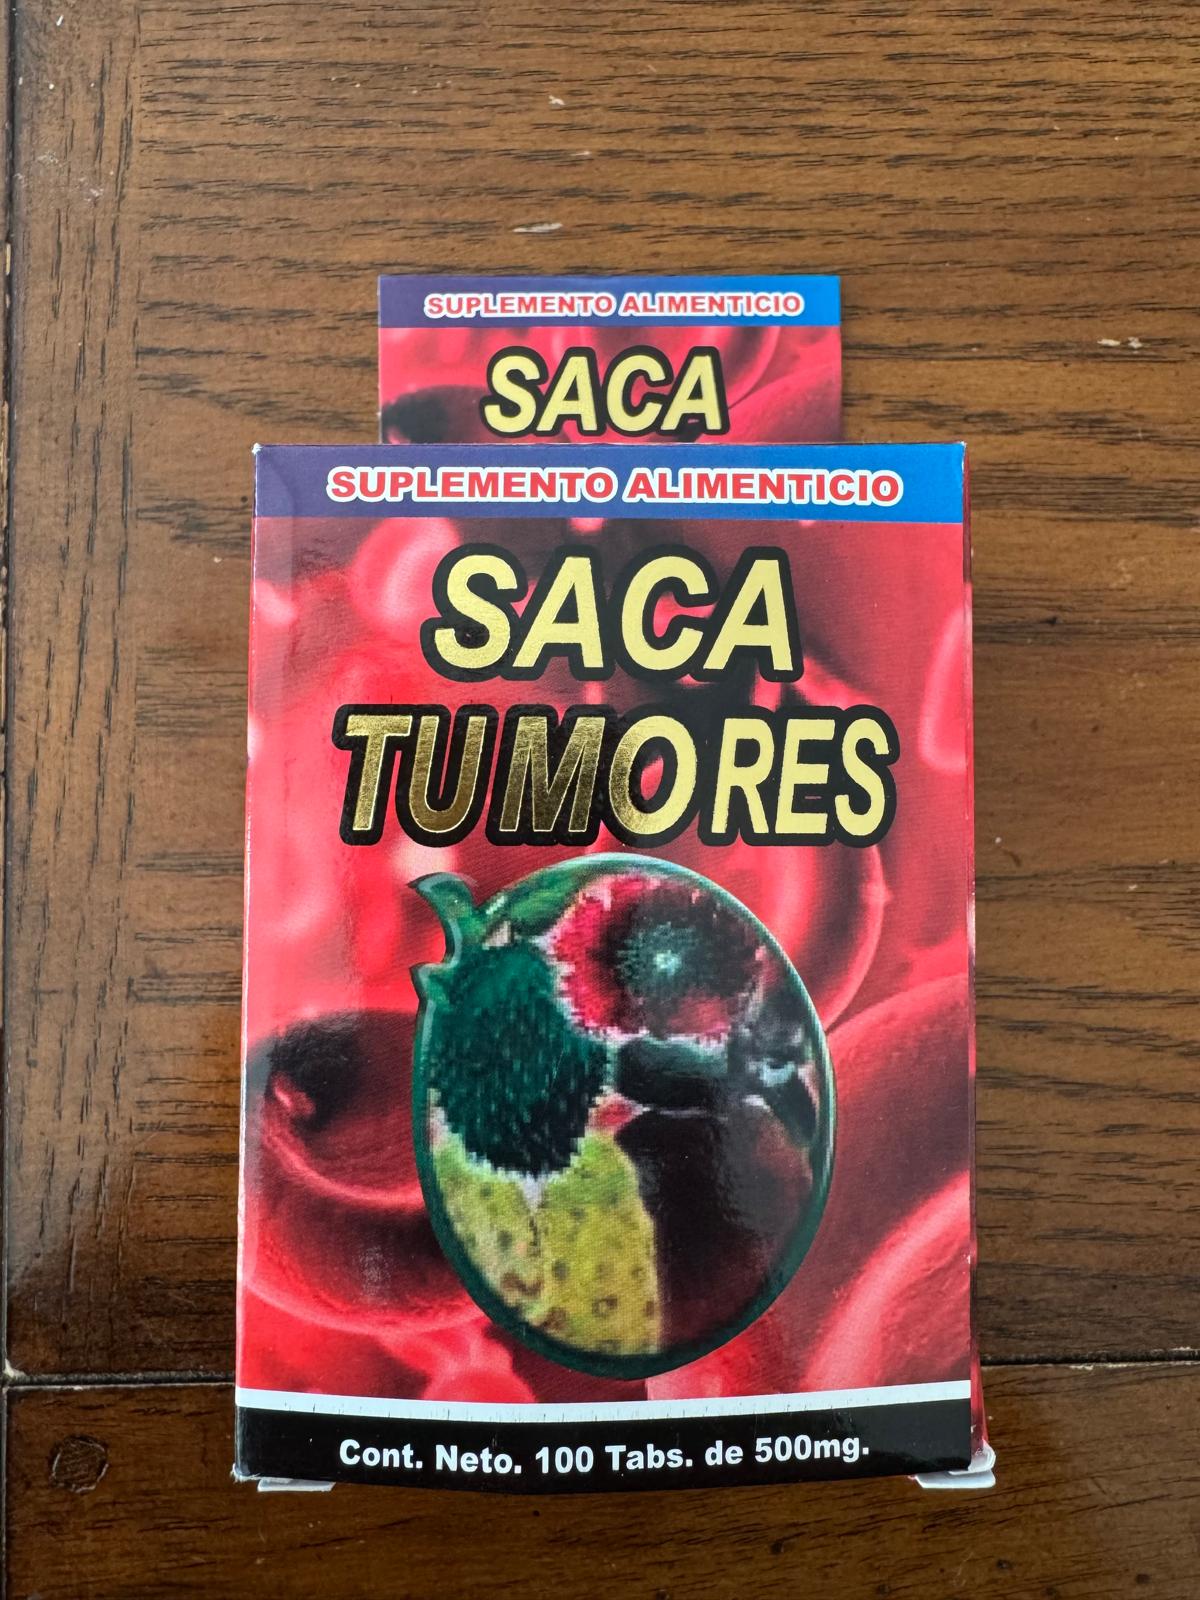 SUPLEMENTO ALIMENTICIO
SACA
SUPLEMENTO ALIMENTICIO
SACA
TUMORES
Cont. Neto. 100 Tabs. de 500mg.